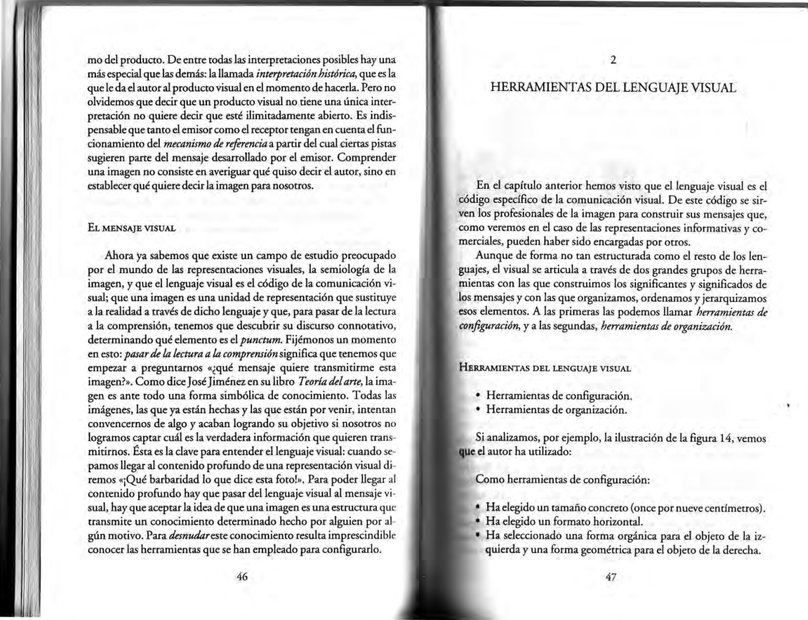 mo del producto. De entre todas las interpretaciones posibles hay una
más especial que las demás: la llamada interpretación histórica, que es la
que le da el autor al producto visual en el momento de hacerla. Pero no
olvidemos que decir que un producto visual no tiene una única inter-
pretación no quiere decir que esté ilimitadamente abierto. Es indis-
pensable que tanto el emisor como el receptor tengan en cuenta el fun-
cionamiento del mecanismo de referencia a partir del cual ciertas pistas
sugieren parte del mensaje desarrollado por el emisor. Comprender
una imagen no consiste en averiguar qué quiso decir el autor, sino en
establecer qué quiere decir la imagen para nosotros.
EL MENSAJE VISUAL
Ahora ya sabemos que existe un campo de estudio preocupado
por el mundo de las representaciones visuales, la semiología de la
imagen, y que el lenguaje visual es el código de la comunicación vi-
sual; que una imagen es una unidad de representación que sustituye
a la realidad a través de dicho lenguaje y que, para pasar de la lectura
a la comprensión, tenemos que descubrir su discurso connotativo,
determinando qué elemento es el punctum. Fijémonos un momento
en esto: pasar de la lectura a la comprensión significa que tenemos que
empezar a preguntarnos «¿qué mensaje quiere transmitirme esta
imagen?». Como dice José Jiménez en su libro Teoría del arte, la ima-
gen es ante todo una forma simbólica de conocimiento. Todas las
imágenes, las que ya están hechas y las que están por venir, intentan
convencernos de algo y acaban logrando su objetivo si nosotros no
logramos captar cuál es la verdadera información que quieren trans-
mitirnos. Ésta es la clave para entender el lenguaje visual: cuando se-
pamos llegar al contenido profundo de una representación visual di-
remos «¡Qué barbaridad lo que dice esta foto!». Para poder llegar al
contenido profundo hay que pasar del lenguaje visual al mensaje vi-
sual, hay que aceptar la idea de que una imagen es una estructura que
transmite un conocimiento determinado hecho por alguien por al-
gún motivo. Para desnudar este conocimiento resulta imprescindible
conocer las herramientas que se han empleado para configurarlo.
46
2
HERRAMIENTAS DEL LENGUAJE VISUAL
En el capítulo anterior hemos visto que el lenguaje visual es el
código específico de la comunicación visual. De este código se sir-
ven los profesionales de la imagen para construir sus mensajes que,
como veremos en el caso de las representaciones informativas y co-
merciales, pueden haber sido encargadas por otros.
Aunque de forma no tan estructurada como el resto de los len-
guajes, el visual se articula a través de dos grandes grupos de herra-
mientas con las que construimos los significantes y significados de
los mensajes y con las que organizamos, ordenamos y jerarquizamos
esos elementos. A las primeras las podemos llamar herramientas de
configuración, y a las segundas, herramientas de organización.
HERRAMIENTAS DEL LENGUAJE VISUAL
• Herramientas de configuración.
• Herramientas de organización.
Si analizamos, por ejemplo, la ilustración de la figura 14, vemos
que el autor ha utilizado:
Como herramientas de configuración:
• Ha elegido un tamaño concreto (once por nueve centímetros).
• Ha elegido un formato horizontal.
• Ha seleccionado una forma orgánica para el objeto de la iz-
quierda y una forma geométrica para el objeto de la derecha.
47